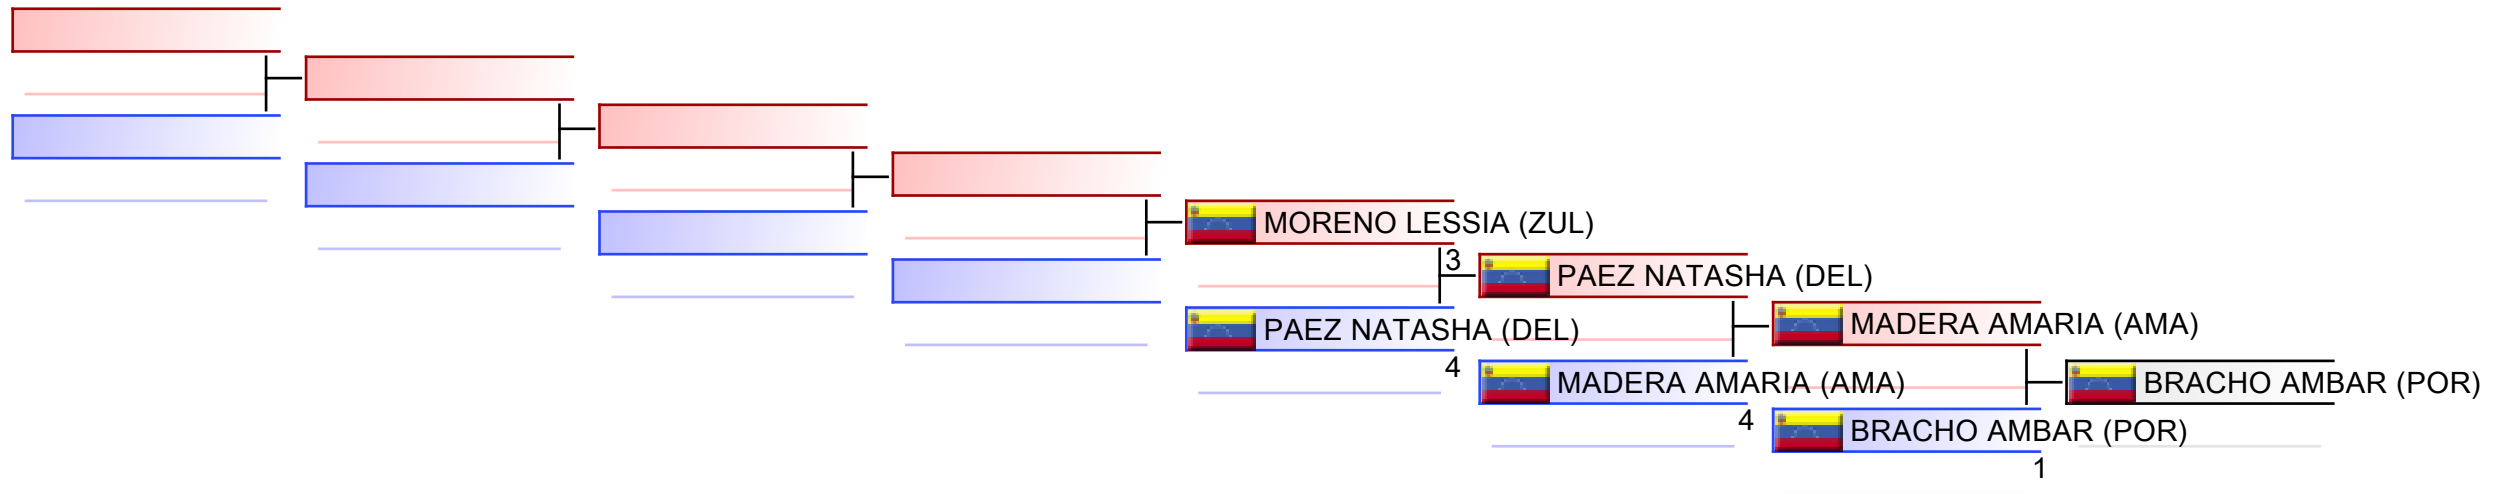 MORENO LESSIA (ZUL)
3
PAEZ NATASHA (DEL)
PAEZ NATASHA (DEL)
4
MADERA AMARIA (AMA)
MADERA AMARIA (AMA)
4
BRACHO AMBAR (POR)
BRACHO AMBAR (POR)
1